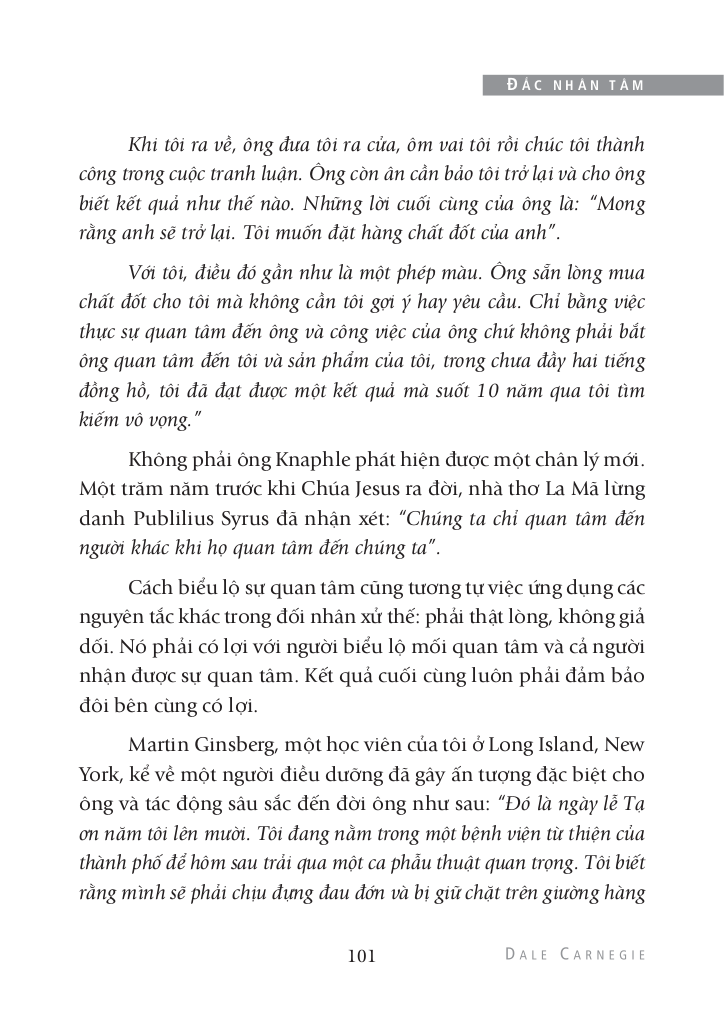 ĐẮC NHÂN TÂM
Khi tôi ra về, ông đưa tôi ra cửa, ôm vai tôi rồi chúc tôi thành
công trong cuộc tranh luận. Ông còn ân cần bảo tôi trở lại và cho ông
biết kết quả như thế nào. Những lời cuối cùng của ông là: “Mong
rằng anh sẽ trở lại. Tôi muốn đặt hàng chất đốt của anh”.
Với tôi, điều đó gần như là một phép màu. Ông sẵn lòng mua
chất đốt cho tôi mà không cần tôi gợi ý hay yêu cầu. Chỉ bằng việc
thực sự quan tâm đến ông và công việc của ông chứ không phải bắt
ông quan tâm đến tôi và sản phẩm của tôi, trong chưa đầy hai tiếng
đồng hồ, tôi đã đạt được một kết quả mà suốt 10 năm qua tôi tìm
kiếm vô vọng.”
Không phải ông Knaphle phát hiện được một chân lý mới.
Một trăm năm trước khi Chúa Jesus ra đời, nhà thơ La Mã lừng
danh Publilius Syrus đã nhận xét: “Chúng ta chỉ quan tâm đến
người khác khi họ quan tâm đến chúng ta”.
Cách biểu lộ sự quan tâm cũng tương tự việc ứng dụng các
nguyên tắc khác trong đối nhân xử thế: phải thật lòng, không giả
dối. Nó phải có lợi với người biểu lộ mối quan tâm và cả người
nhận được sự quan tâm. Kết quả cuối cùng luôn phải đảm bảo
đôi bên cùng có lợi.
Martin Ginsberg, một học viên của tôi ở Long Island, New
York, kể về một người điều dưỡng đã gây ấn tượng đặc biệt cho
ông và tác động sâu sắc đến đời ông như sau: “Đó là ngày lễ Tạ
ơn năm tôi lên mười. Tôi đang nằm trong một bệnh viện từ thiện của
thành phố để hôm sau trải qua một ca phẫu thuật quan trọng. Tôi biết
rằng mình sẽ phải chịu đựng đau đớn và bị giữ chặt trên giường hàng
101
DALE CARNEGIE